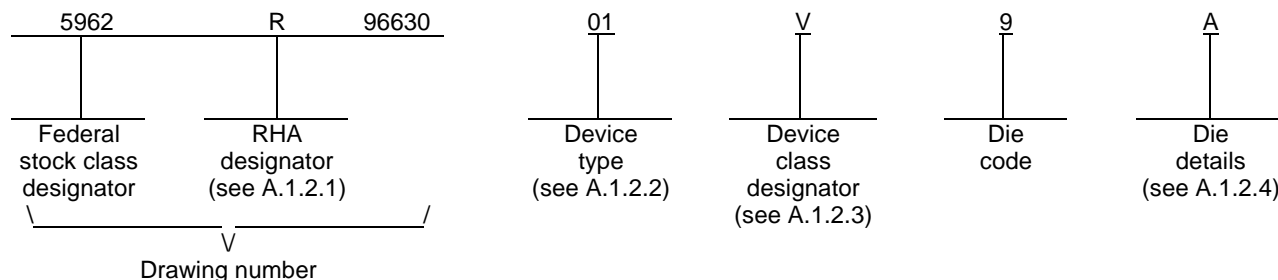 5962 R 96630 01 V 9 A
Federal stock class designator
RHA designator (see A.1.2.1)
Device type (see A.1.2.2)
Device class designator (see A.1.2.3)
Die code
Die details (see A.1.2.4)
Drawing number